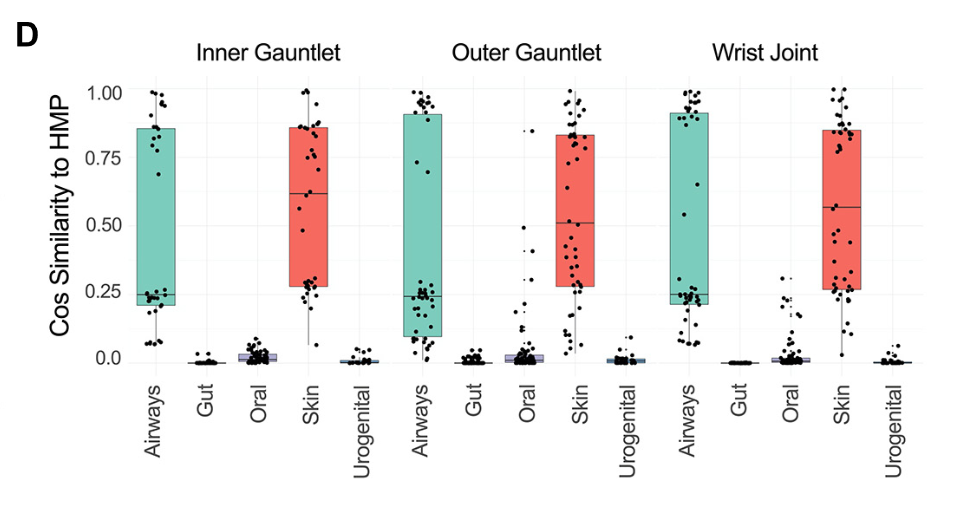 D
Inner Gauntlet
Outer Gauntlet
Wrist Joint
Cos Similarity to HMP
1.00
0.75
0.50
0.25
0.0
Airways
Gut
Oral
Skin
Urogenital
Airways
Gut
Oral
Skin
Urogenital
Airways
Gut
Oral
Skin
Urogenital